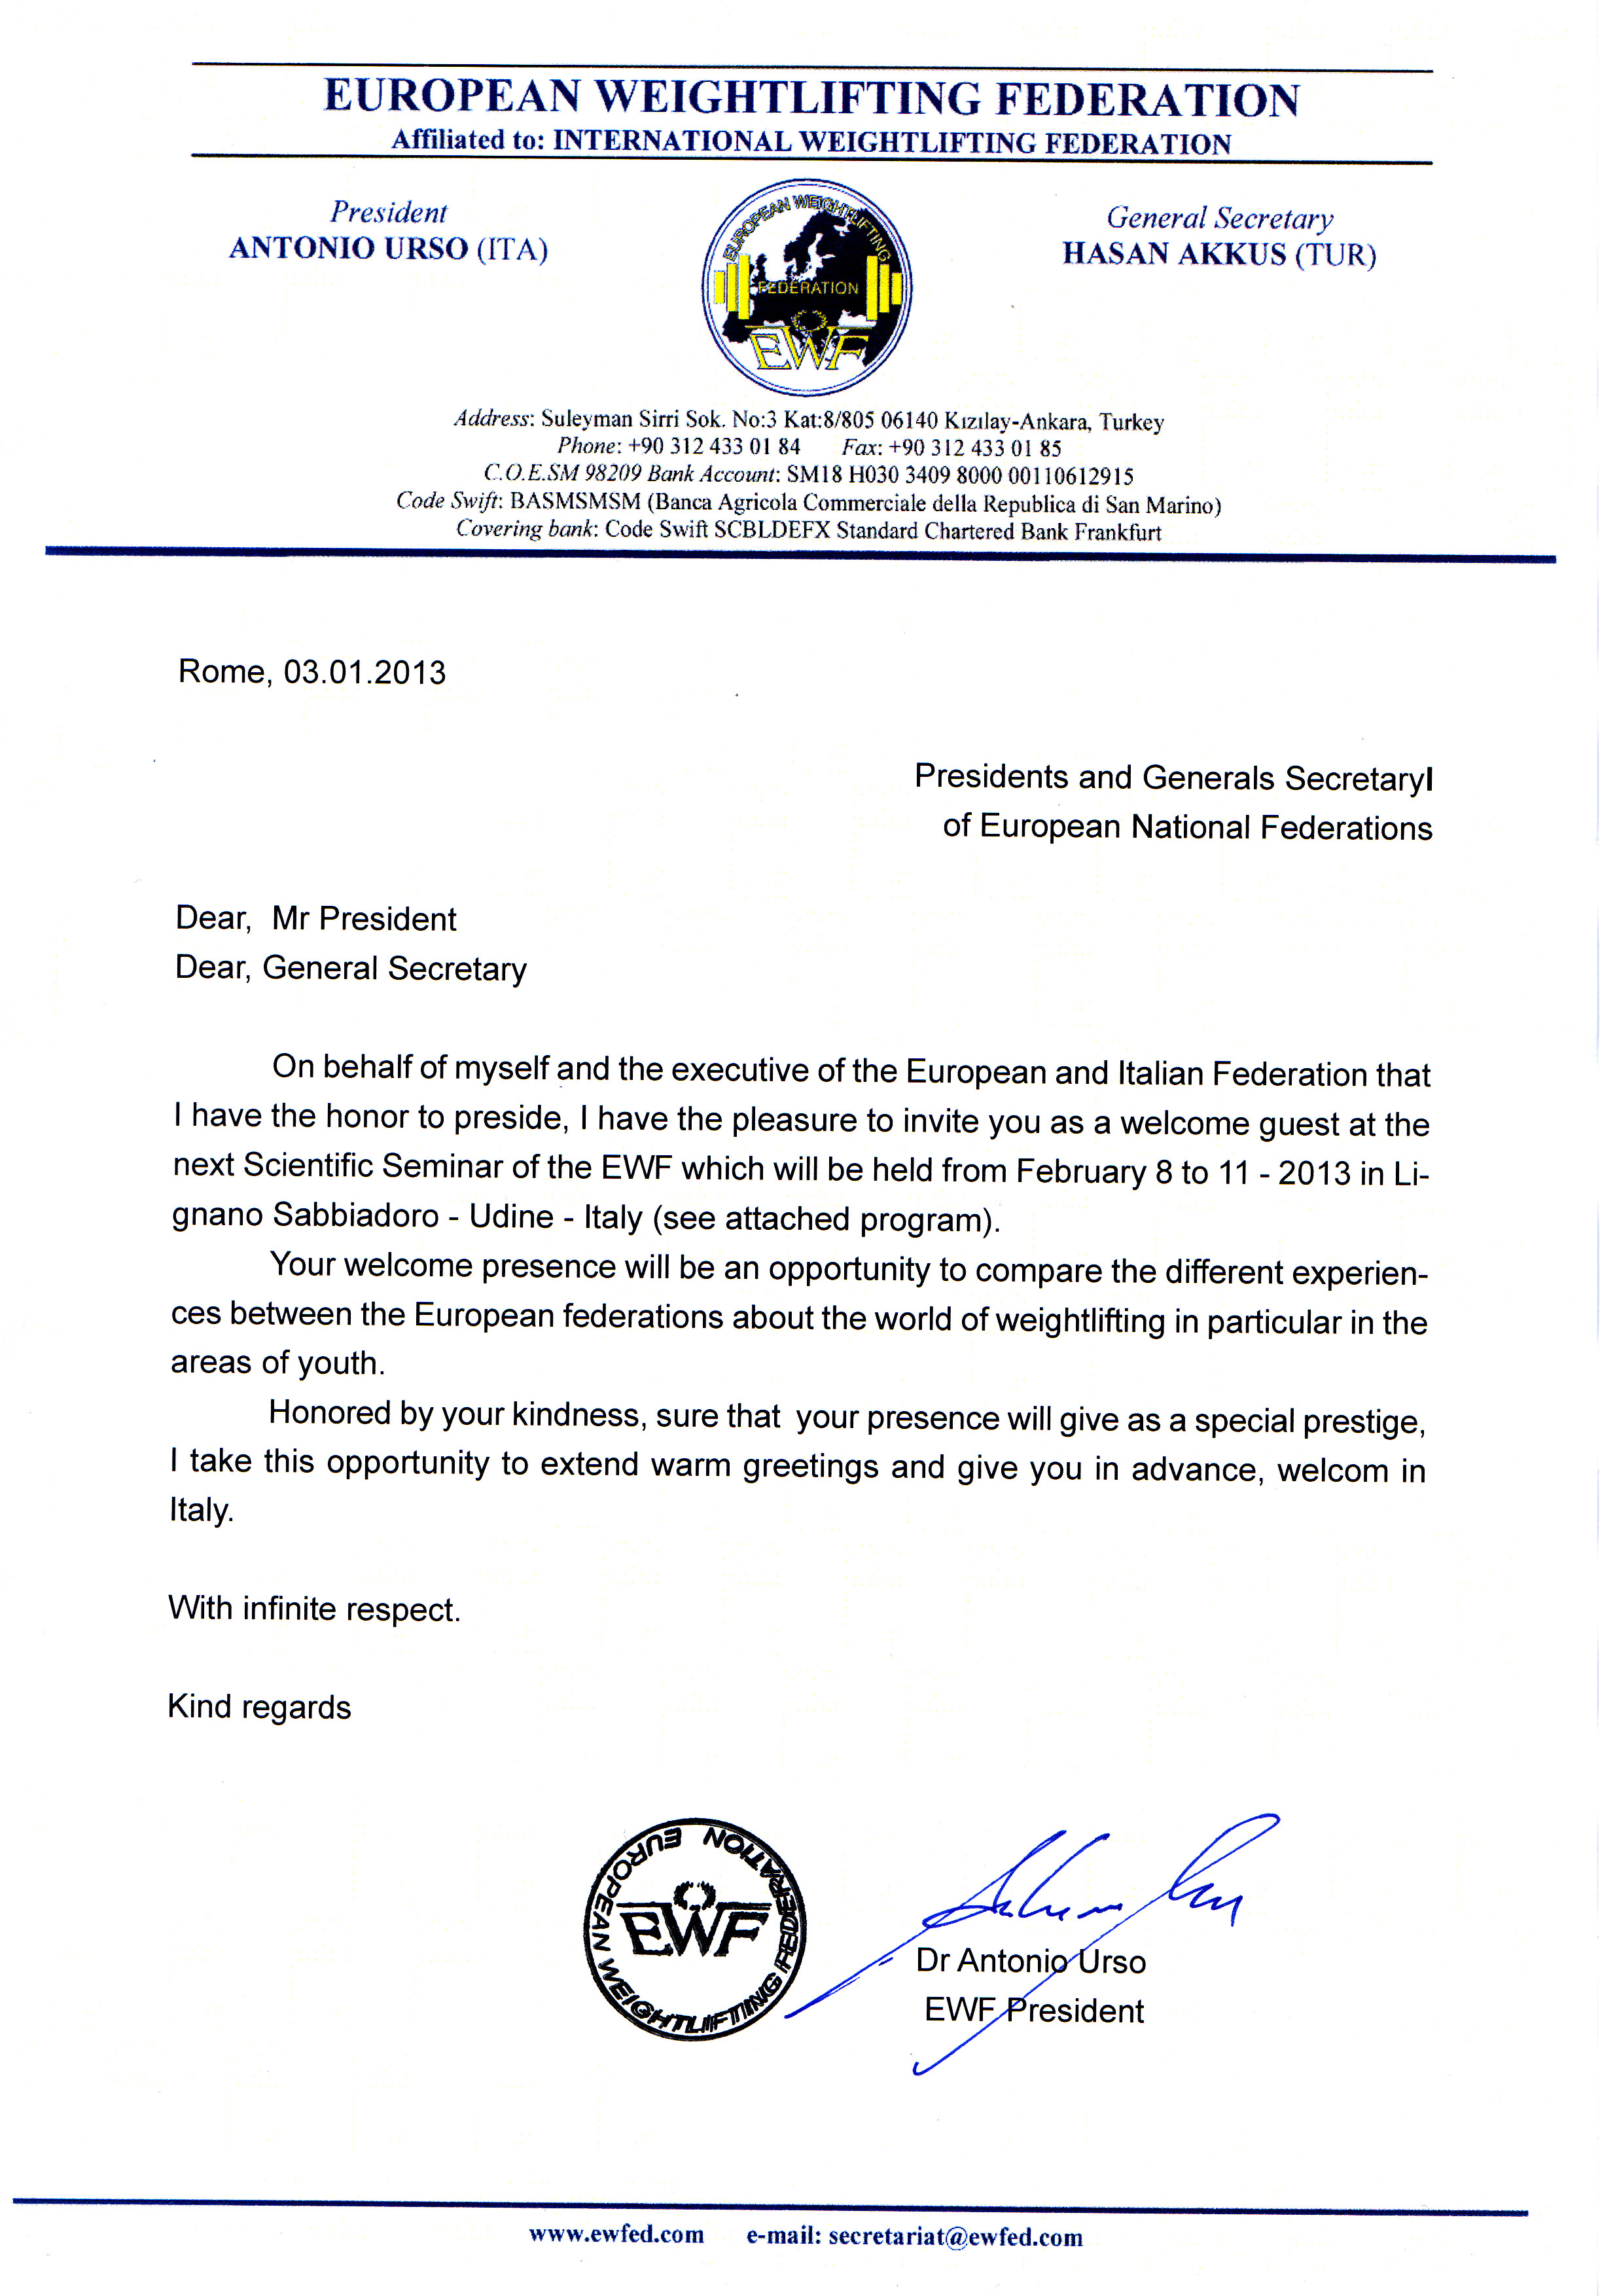 EUROPEAN WEIGHTLIFTING FEDERATION
Affiliated to: INTERNATIONAL WEIGHTLIFTING FEDERATION
President
ANTONIO URSO (ITA)
EUROPEAN WEIGHTLIFTING
FEDERATION
EWF
General Secretary
HASAN AKKUS (TUR)
Address: Suleyman Sirri Sok. No:3 Kat:8/805 06140 Kızılay-Ankara, Turkey
Phone: +90 312 433 01 84 Fax: +90 312 433 01 85
C.O.E.SM 98209 Bank Account: SM18 H030 3409 8000 00110612915
Code Swift: BASMSMSM (Banca Agricola Commerciale della Republica di San Marino)
Covering bank: Code Swift SCBLDEFX Standard Chartered Bank Frankfurt
Rome, 03.01.2013
Presidents and Generals Secretaryl
of European National Federations
Dear, Mr President
Dear, General Secretary
On behalf of myself and the executive of the European and Italian Federation that
I have the honor to preside, I have the pleasure to invite you as a welcome guest at the
next Scientific Seminar of the EWF which will be held from February 8 to 11 - 2013 in Li-
gnano Sabbiadoro - Udine - Italy (see attached program).
Your welcome presence will be an opportunity to compare the different experien-
ces between the European federations about the world of weightlifting in particular in the
areas of youth.
Honored by your kindness, sure that your presence will give as a special prestige,
I take this opportunity to extend warm greetings and give you in advance, welcom in
Italy.
With infinite respect.
Kind regards
EUROPEAN WEIGHTLIFTING FEDERATION
EWF
Dr Antonio Urso
EWF President
www.ewfed.com e-mail: secretariat@ewfed.com